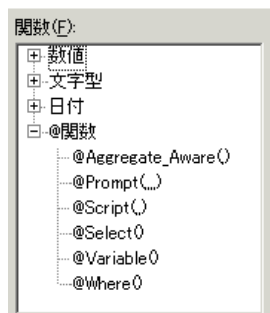 関数(F):
数値
文字型
日付
@関数
@Aggregate_Aware()
@Prompt(,,,)
@Script(,)
@Select()
@Variable()
@Where()